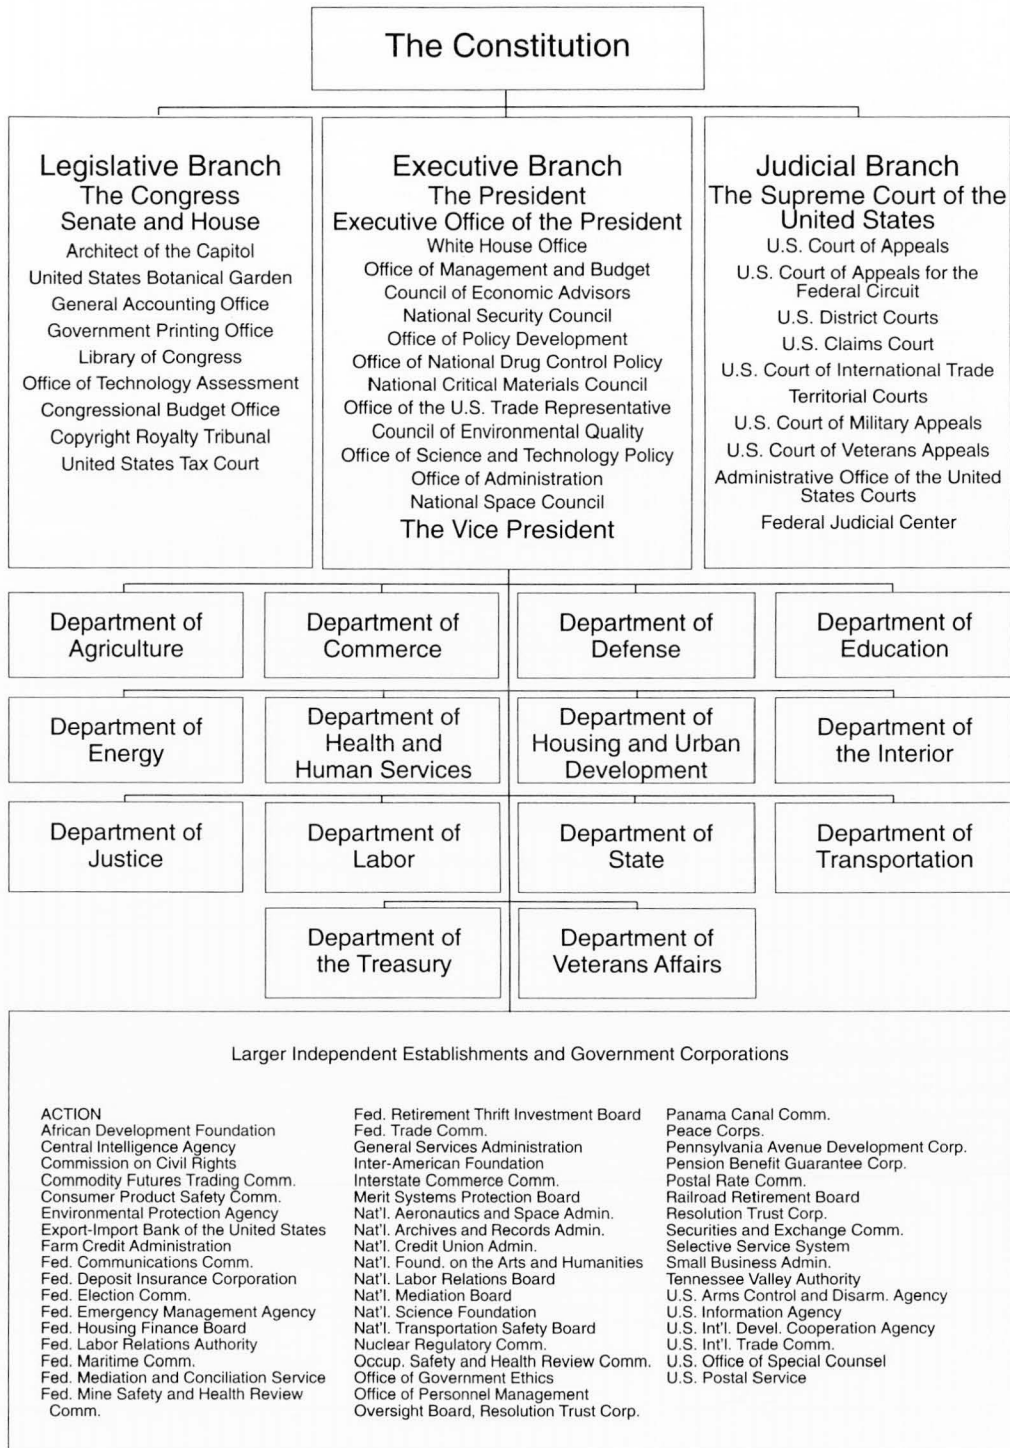 The Constitution
Legislative Branch
The Congress
Senate and House
Architect of the Capitol
United States Botanical Garden
General Accounting Office
Government Printing Office
Library of Congress
Office of Technology Assessment
Congressional Budget Office
Copyright Royalty Tribunal
United States Tax Court
Executive Branch
The President
Executive Office of the President
White House Office
Office of Management and Budget
Council of Economic Advisors
National Security Council
Office of Policy Development
Office of National Drug Control Policy
National Critical Materials Council
Office of the U.S. Trade Representative
Council of Environmental Quality
Office of Science and Technology Policy
Office of Administration
National Space Council
The Vice President
Judicial Branch
The Supreme Court of the
United States
U.S. Court of Appeals
U.S. Court of Appeals for the
Federal Circuit
U.S. District Courts
U.S. Claims Court
U.S. Court of International Trade
Territorial Courts
U.S. Court of Military Appeals
U.S. Court of Veterans Appeals
Administrative Office of the United
States Courts
Federal Judicial Center
Department of
Agriculture
Department of
Commerce
Department of
Defense
Department of
Education
Department of
Energy
Department of
Health and
Human Services
Department of
Housing and Urban
Development
Department of
the Interior
Department of
Justice
Department of
Labor
Department of
State
Department of
Transportation
Department of
the Treasury
Department of
Veterans Affairs
Larger Independent Establishments and Government Corporations
ACTION
African Development Foundation
Central Intelligence Agency
Commission on Civil Rights
Commodity Futures Trading Comm.
Consumer Product Safety Comm.
Environmental Protection Agency
Export-Import Bank of the United States
Farm Credit Administration
Fed. Communications Comm.
Fed. Deposit Insurance Corporation
Fed. Election Comm.
Fed. Emergency Management Agency
Fed. Housing Finance Board
Fed. Labor Relations Authority
Fed. Maritime Comm.
Fed. Mediation and Conciliation Service
Fed. Mine Safety and Health Review
Comm.
Fed. Retirement Thrift Investment Board
Fed. Trade Comm.
General Services Administration
Inter-American Foundation
Interstate Commerce Comm.
Merit Systems Protection Board
Nat'l. Aeronautics and Space Admin.
Nat'l. Archives and Records Admin.
Nat'l. Credit Union Admin.
Nat'l. Found. on the Arts and Humanities
Nat'l. Labor Relations Board
Nat'l. Mediation Board
Nat'l. Science Foundation
Nat'l. Transportation Safety Board
Nuclear Regulatory Comm.
Occup. Safety and Health Review Comm.
Office of Government Ethics
Office of Personnel Management
Oversight Board, Resolution Trust Corp.
Panama Canal Comm.
Peace Corps.
Pennsylvania Avenue Development Corp.
Pension Benefit Guarantee Corp.
Postal Rate Comm.
Railroad Retirement Board
Resolution Trust Corp.
Securities and Exchange Comm.
Selective Service System
Small Business Admin.
Tennessee Valley Authority
U.S. Arms Control and Disarm. Agency
U.S. Information Agency
U.S. Int'l. Devel. Cooperation Agency
U.S. Int'l. Trade Comm.
U.S. Office of Special Counsel
U.S. Postal Service